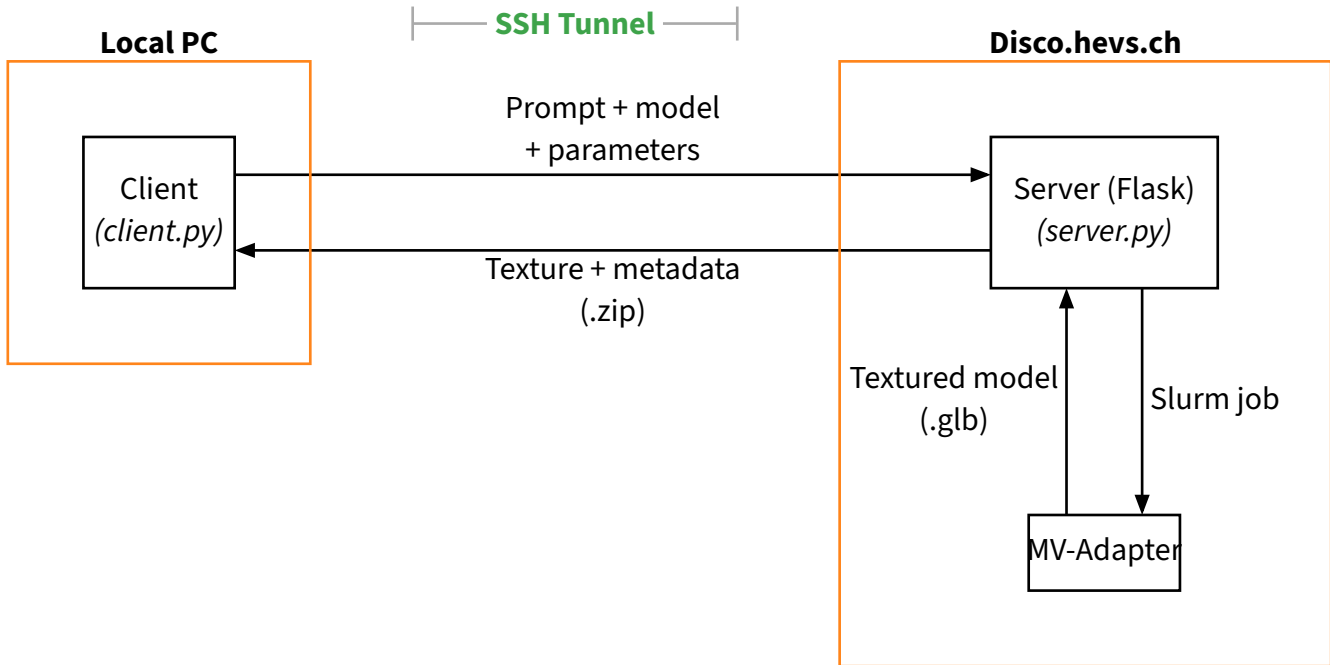 SSH Tunnel
Local PC
Disco.hevs.ch
Prompt + model
+ parameters
Client
(client.py)
Server (Flask)
(server.py)
Texture + metadata
(.zip)
Textured model
(.glb)
Slurm job
MV-Adapter